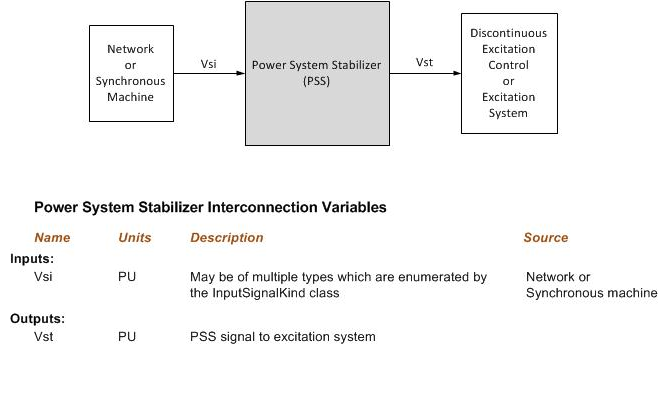 Network
or
Synchronous
Machine
Vsi
Power System Stabilizer
(PSS)
Vst
Discontinuous
Excitation
Control
or
Excitation
System
Power System Stabilizer Interconnection Variables
Name Units Description Source
Inputs:
Vsi PU May be of multiple types which are enumerated by Network or
the InputSignalKind class Synchronous machine
Outputs:
Vst PU PSS signal to excitation system